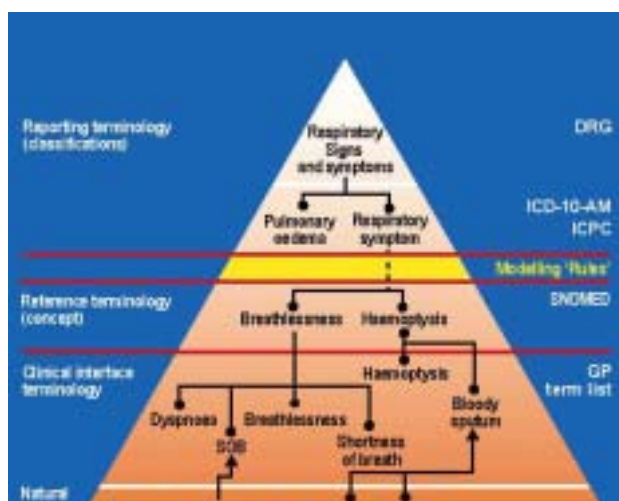 Reporting terminology
(classifications)
Respiratory
Signs
and symptoms
DRG
Pulmonary
oedema
Respiratory
symptom
ICD-10-AM
ICPC
Modelling 'Rules'
Reference terminology
(concept)
Breathlessness
Haemoptysis
SNOMED
Clinical interface
terminology
Haemoptysis
GP
term list
Dyspnoea
SOB
Breathlessness
Shortness
of breath
Bloody
sputum
Natural